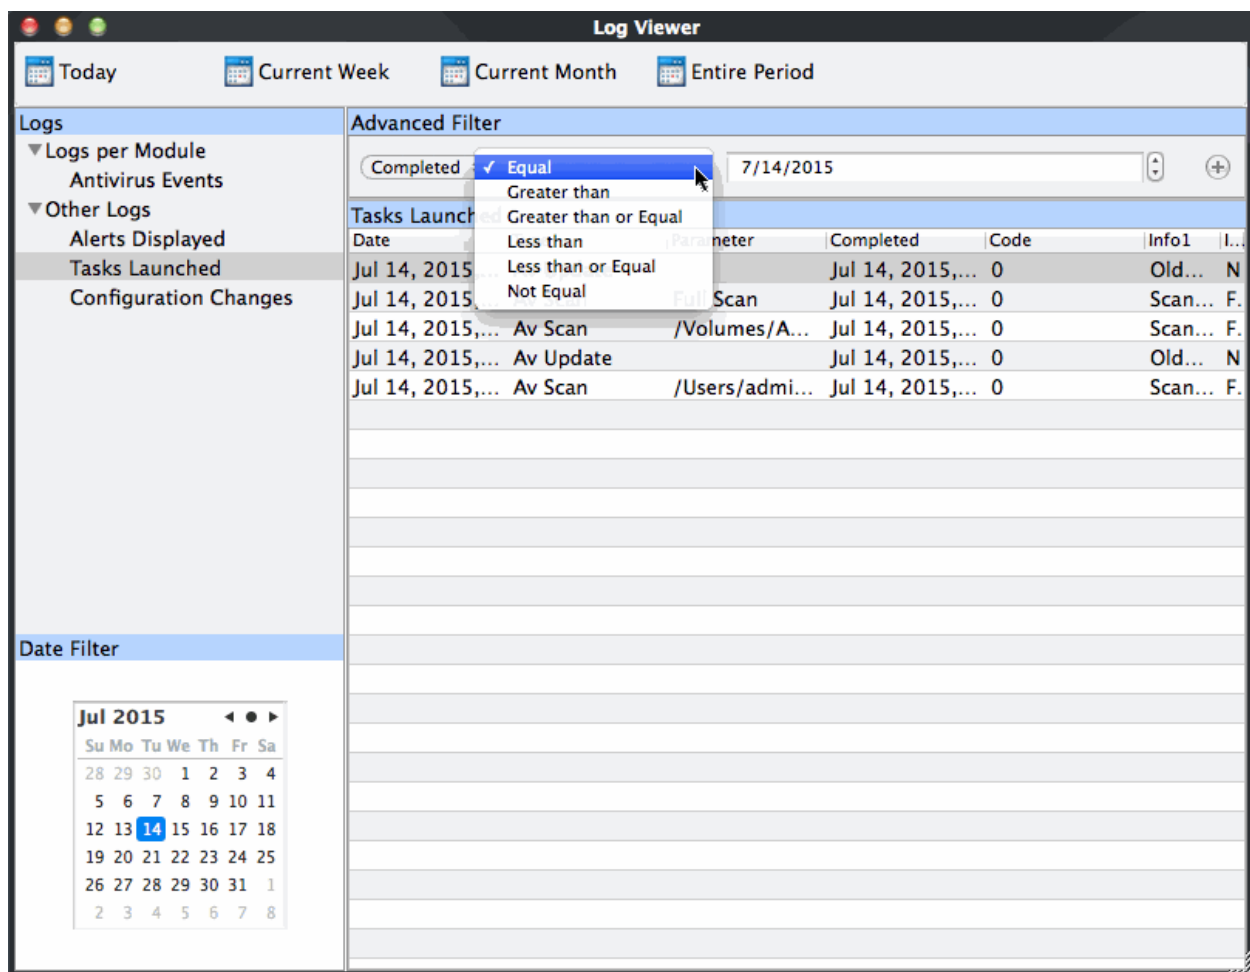 Log Viewer
Today Current Week Current Month Entire Period
Logs
Logs per Module
Antivirus Events
Other Logs
Alerts Displayed
Tasks Launched
Configuration Changes
Advanced Filter
Completed ✓ Equal 7/14/2015
Greater than
Greater than or Equal
Less than
Less than or Equal
Not Equal
Tasks Launched
Date Parameter Completed Code Info1 I...
Jul 14, 2015 Jul 14, 2015,... 0 Old... N
Jul 14, 2015 Av Scan Full Scan Jul 14, 2015,... 0 Scan... F.
Jul 14, 2015,... Av Scan /Volumes/A... Jul 14, 2015,... 0 Scan... F.
Jul 14, 2015,... Av Update Jul 14, 2015,... 0 Old... N
Jul 14, 2015,... Av Scan /Users/admi... Jul 14, 2015,... 0 Scan... F.
Date Filter
Jul 2015
Su Mo Tu We Th Fr Sa
28 29 30 1 2 3 4
5 6 7 8 9 10 11
12 13 14 15 16 17 18
19 20 21 22 23 24 25
26 27 28 29 30 31 1
2 3 4 5 6 7 8